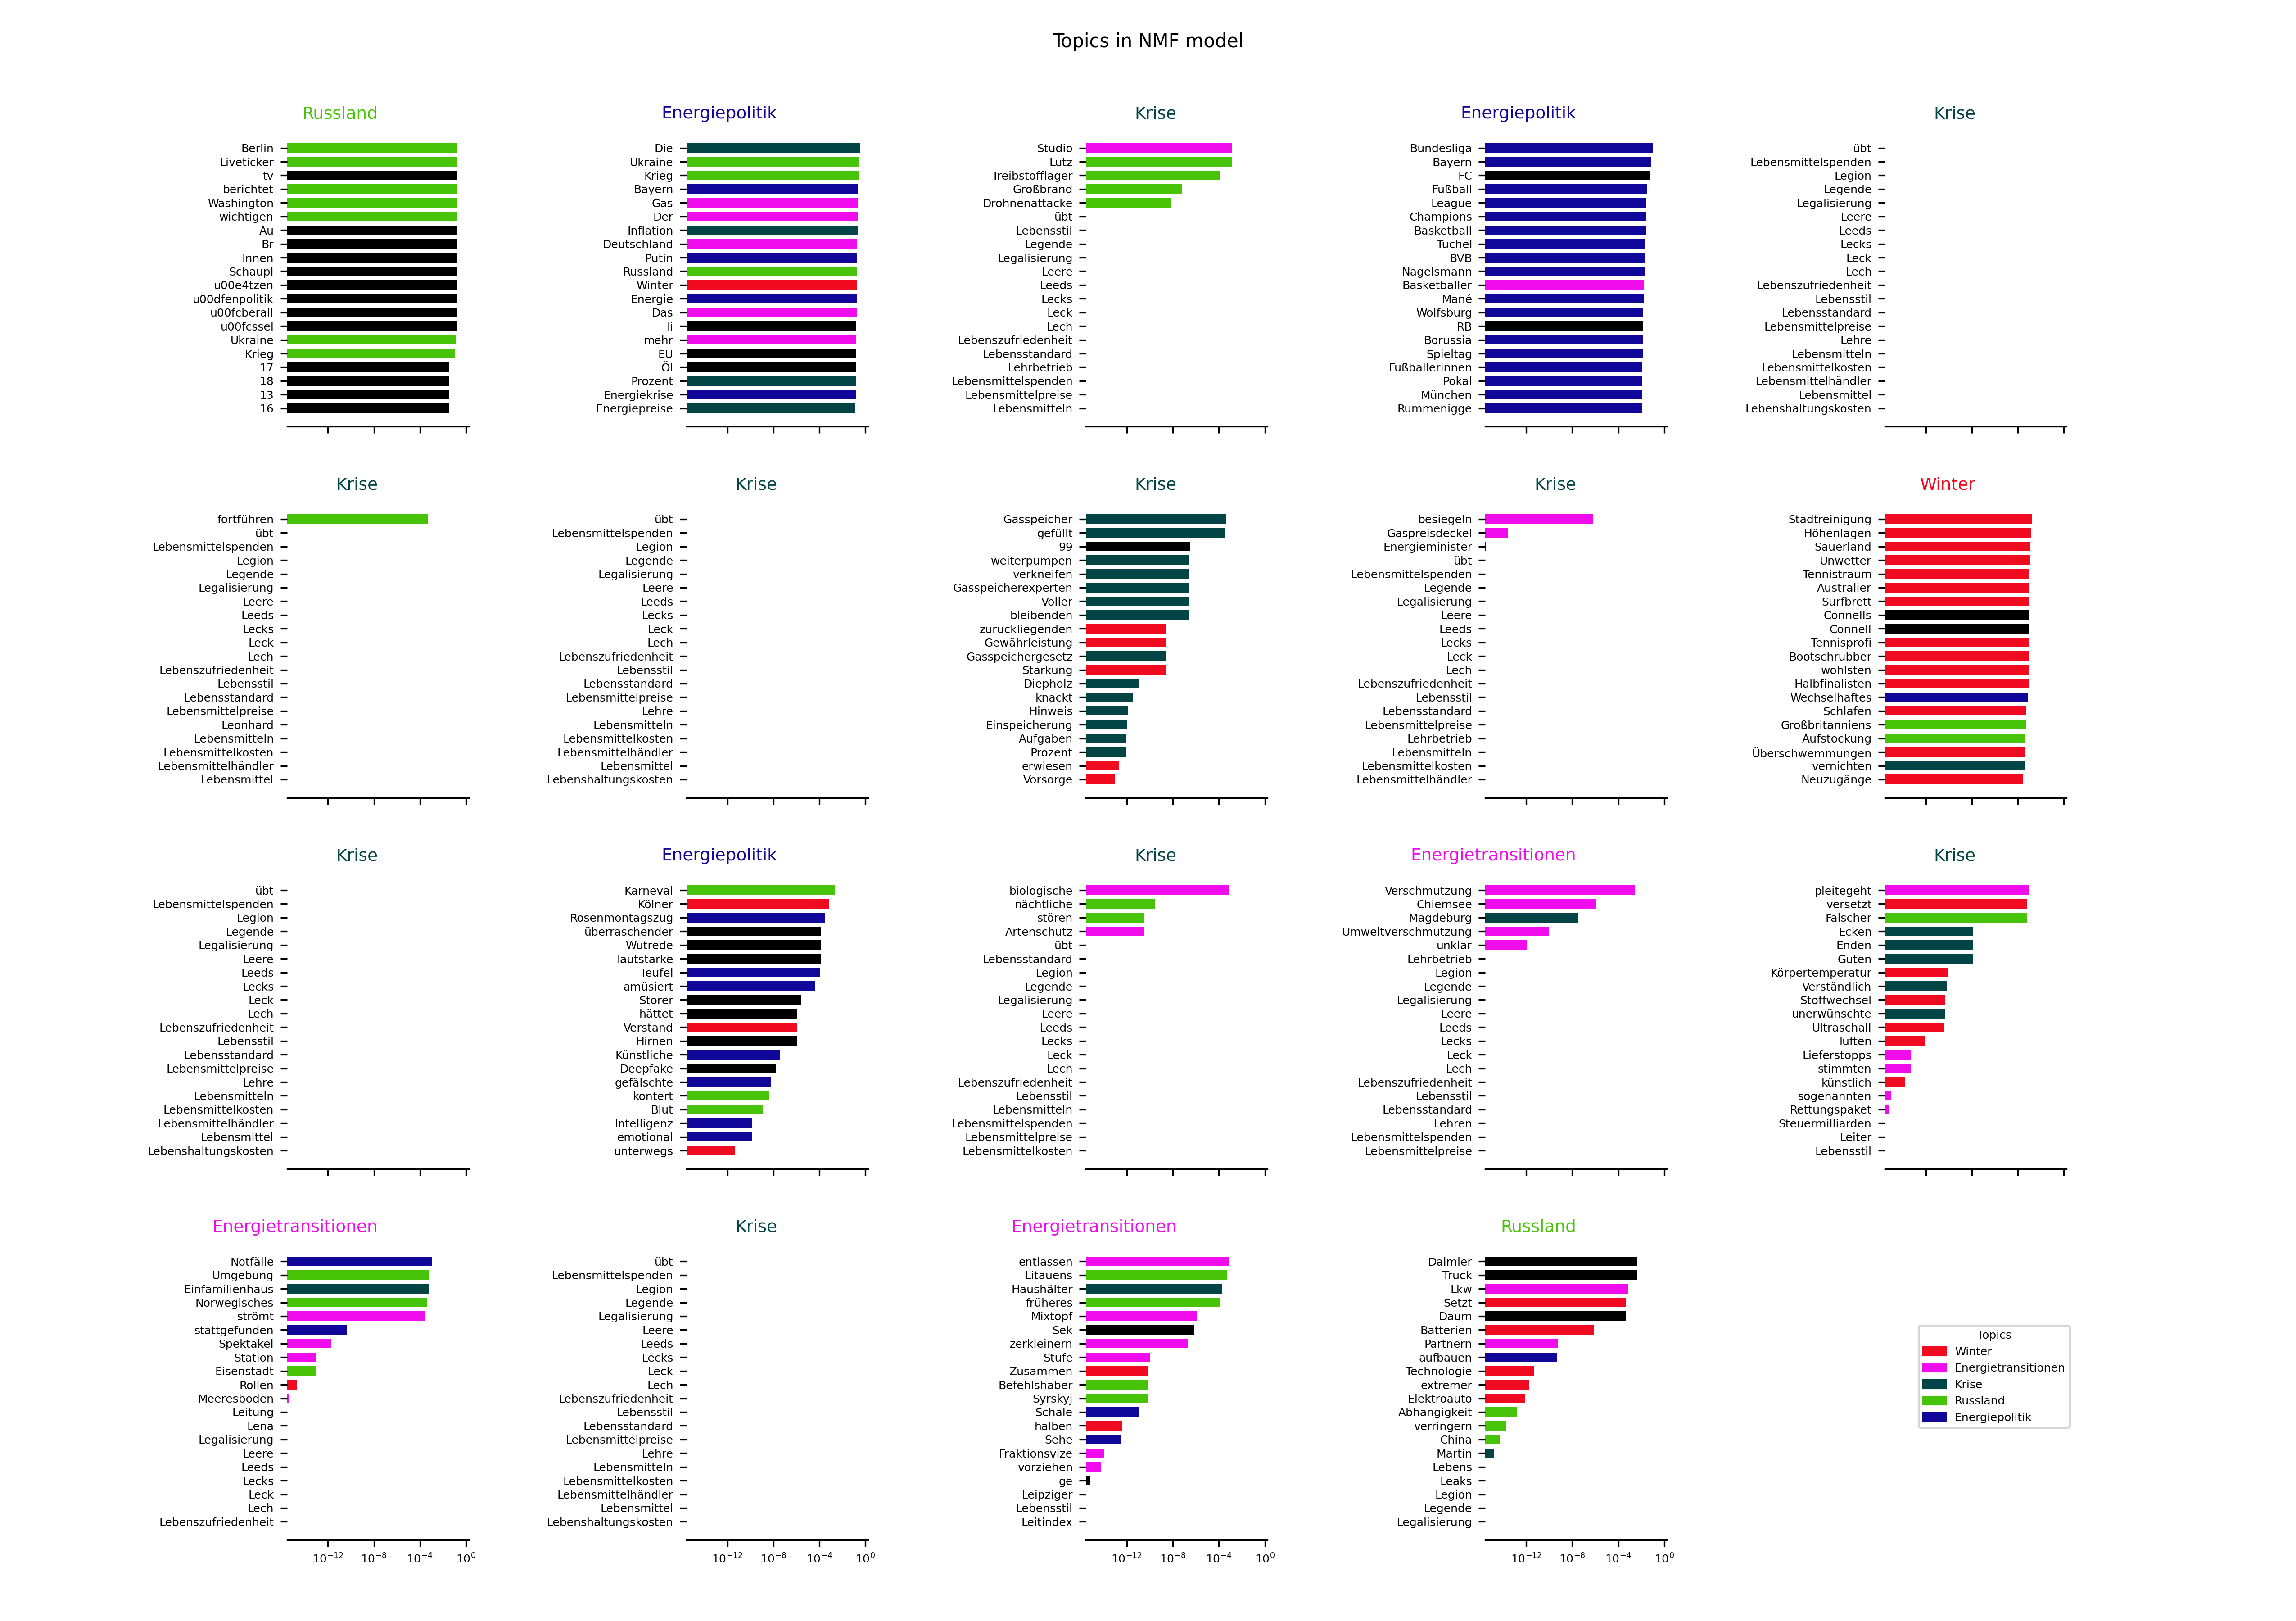 Topics in NMF model
Russland
Berlin
Liveticker
tv
berichtet
Washington
wichtigen
Au
Br
Innen
Schaupl
u00e4tzen
u00dfenpolitik
u00fcberall
u00fcssel
Ukraine
Krieg
17
18
13
16
Energiepolitik
Die
Ukraine
Krieg
Bayern
Gas
Der
Inflation
Deutschland
Putin
Russland
Winter
Energie
Das
li
mehr
EU
Öl
Prozent
Energiekrise
Energiepreise
Krise
Studio
Lutz
Treibstofflager
Großbrand
Drohnenattacke
übt
Lebensstil
Legende
Legalisierung
Leere
Leeds
Lecks
Leck
Lech
Lebenszufriedenheit
Lebensstandard
Lehrbetrieb
Lebensmittelspenden
Lebensmittelpreise
Lebensmitteln
Energiepolitik
Bundesliga
Bayern
FC
Fußball
League
Champions
Basketball
Tuchel
BVB
Nagelsmann
Basketballer
Mané
Wolfsburg
RB
Borussia
Spieltag
Fußballerinnen
Pokal
München
Rummenigge
Krise
übt
Lebensmittelspenden
Legion
Legende
Legalisierung
Leere
Leeds
Lecks
Leck
Lech
Lebenszufriedenheit
Lebensstil
Lebensstandard
Lebensmittelpreise
Lehre
Lebensmitteln
Lebensmittelkosten
Lebensmittelhändler
Lebensmittel
Lebenshaltungskosten
Krise
fortführen
übt
Lebensmittelspenden
Legion
Legende
Legalisierung
Leere
Leeds
Lecks
Leck
Lech
Lebenszufriedenheit
Lebensstil
Lebensstandard
Lebensmittelpreise
Leonhard
Lebensmitteln
Lebensmittelkosten
Lebensmittelhändler
Lebensmittel
Krise
übt
Lebensmittelspenden
Legion
Legende
Legalisierung
Leere
Leeds
Lecks
Leck
Lech
Lebenszufriedenheit
Lebensstil
Lebensstandard
Lebensmittelpreise
Lehre
Lebensmitteln
Lebensmittelkosten
Lebensmittelhändler
Lebensmittel
Lebenshaltungskosten
Krise
Gasspeicher
gefüllt
99
weiterpumpen
verkneifen
Gasspeicherexperten
Voller
bleibenden
zurückliegenden
Gewährleistung
Gasspeichergesetz
Stärkung
Diepholz
knackt
Hinweis
Einspeicherung
Aufgaben
Prozent
erwiesen
Vorsorge
Krise
besiegeln
Gaspreisdeckel
Energieminister
übt
Lebensmittelspenden
Legende
Legalisierung
Leere
Leeds
Lecks
Leck
Lech
Lebenszufriedenheit
Lebensstil
Lebensstandard
Lebensmittelpreise
Lehrbetrieb
Lebensmitteln
Lebensmittelkosten
Lebensmittelhändler
Winter
Stadtreinigung
Höhenlagen
Sauerland
Unwetter
Tennistraum
Australier
Surfbrett
Connells
Connell
Tennisprofi
Bootschrubber
wohlsten
Halbfinalisten
Wechselhaftes
Schlafen
Großbritanniens
Aufstockung
Überschwemmungen
vernichten
Neuzugänge
Krise
übt
Lebensmittelspenden
Legion
Legende
Legalisierung
Leere
Leeds
Lecks
Leck
Lech
Lebenszufriedenheit
Lebensstil
Lebensstandard
Lebensmittelpreise
Lehre
Lebensmitteln
Lebensmittelkosten
Lebensmittelhändler
Lebensmittel
Lebenshaltungskosten
Energiepolitik
Karneval
Kölner
Rosenmontagszug
überraschender
Wutrede
lautstarke
Teufel
amüsiert
Störer
hättet
Verstand
Hirnen
Künstliche
Deepfake
gefälschte
kontert
Blut
Intelligenz
emotional
unterwegs
Krise
biologische
nächtliche
stören
Artenschutz
übt
Lebensstandard
Legion
Legende
Legalisierung
Leere
Leeds
Lecks
Leck
Lech
Lebenszufriedenheit
Lebensstil
Lebensmitteln
Lebensmittelspenden
Lebensmittelpreise
Lebensmittelkosten
Energietransitionen
Verschmutzung
Chiemsee
Magdeburg
Umweltverschmutzung
unklar
Lehrbetrieb
Legion
Legende
Legalisierung
Leere
Leeds
Lecks
Leck
Lech
Lebenszufriedenheit
Lebensstil
Lebensstandard
Lehren
Lebensmittelspenden
Lebensmittelpreise
Krise
pleitegeht
versetzt
Falscher
Ecken
Enden
Guten
Körpertemperatur
Verständlich
Stoffwechsel
unerwünschte
Ultraschall
lüften
Lieferstopps
stimmten
künstlich
sogenannten
Rettungspaket
Steuermilliarden
Leiter
Lebensstil
Energietransitionen
Notfälle
Umgebung
Einfamilienhaus
Norwegisches
strömt
stattgefunden
Spektakel
Station
Eisenstadt
Rollen
Meeresboden
Leitung
Lena
Legalisierung
Leere
Leeds
Lecks
Leck
Lech
Lebenszufriedenheit
10⁻¹² 10⁻⁸ 10⁻⁴ 10⁰
Krise
übt
Lebensmittelspenden
Legion
Legende
Legalisierung
Leere
Leeds
Lecks
Leck
Lech
Lebenszufriedenheit
Lebensstil
Lebensstandard
Lebensmittelpreise
Lehre
Lebensmitteln
Lebensmittelkosten
Lebensmittelhändler
Lebensmittel
Lebenshaltungskosten
10⁻¹² 10⁻⁸ 10⁻⁴ 10⁰
Energietransitionen
entlassen
Litauens
Haushälter
früheres
Mixtopf
Sek
zerkleinern
Stufe
Zusammen
Befehlshaber
Syrskyj
Schale
halben
Sehe
Fraktionsvize
vorziehen
ge
Leipziger
Lebensstil
Leitindex
10⁻¹² 10⁻⁸ 10⁻⁴ 10⁰
Russland
Daimler
Truck
Lkw
Setzt
Daum
Batterien
Partnern
aufbauen
Technologie
extremer
Elektroauto
Abhängigkeit
verringern
China
Martin
Lebens
Leaks
Legion
Legende
Legalisierung
10⁻¹² 10⁻⁸ 10⁻⁴ 10⁰
Topics
Winter
Energietransitionen
Krise
Russland
Energiepolitik